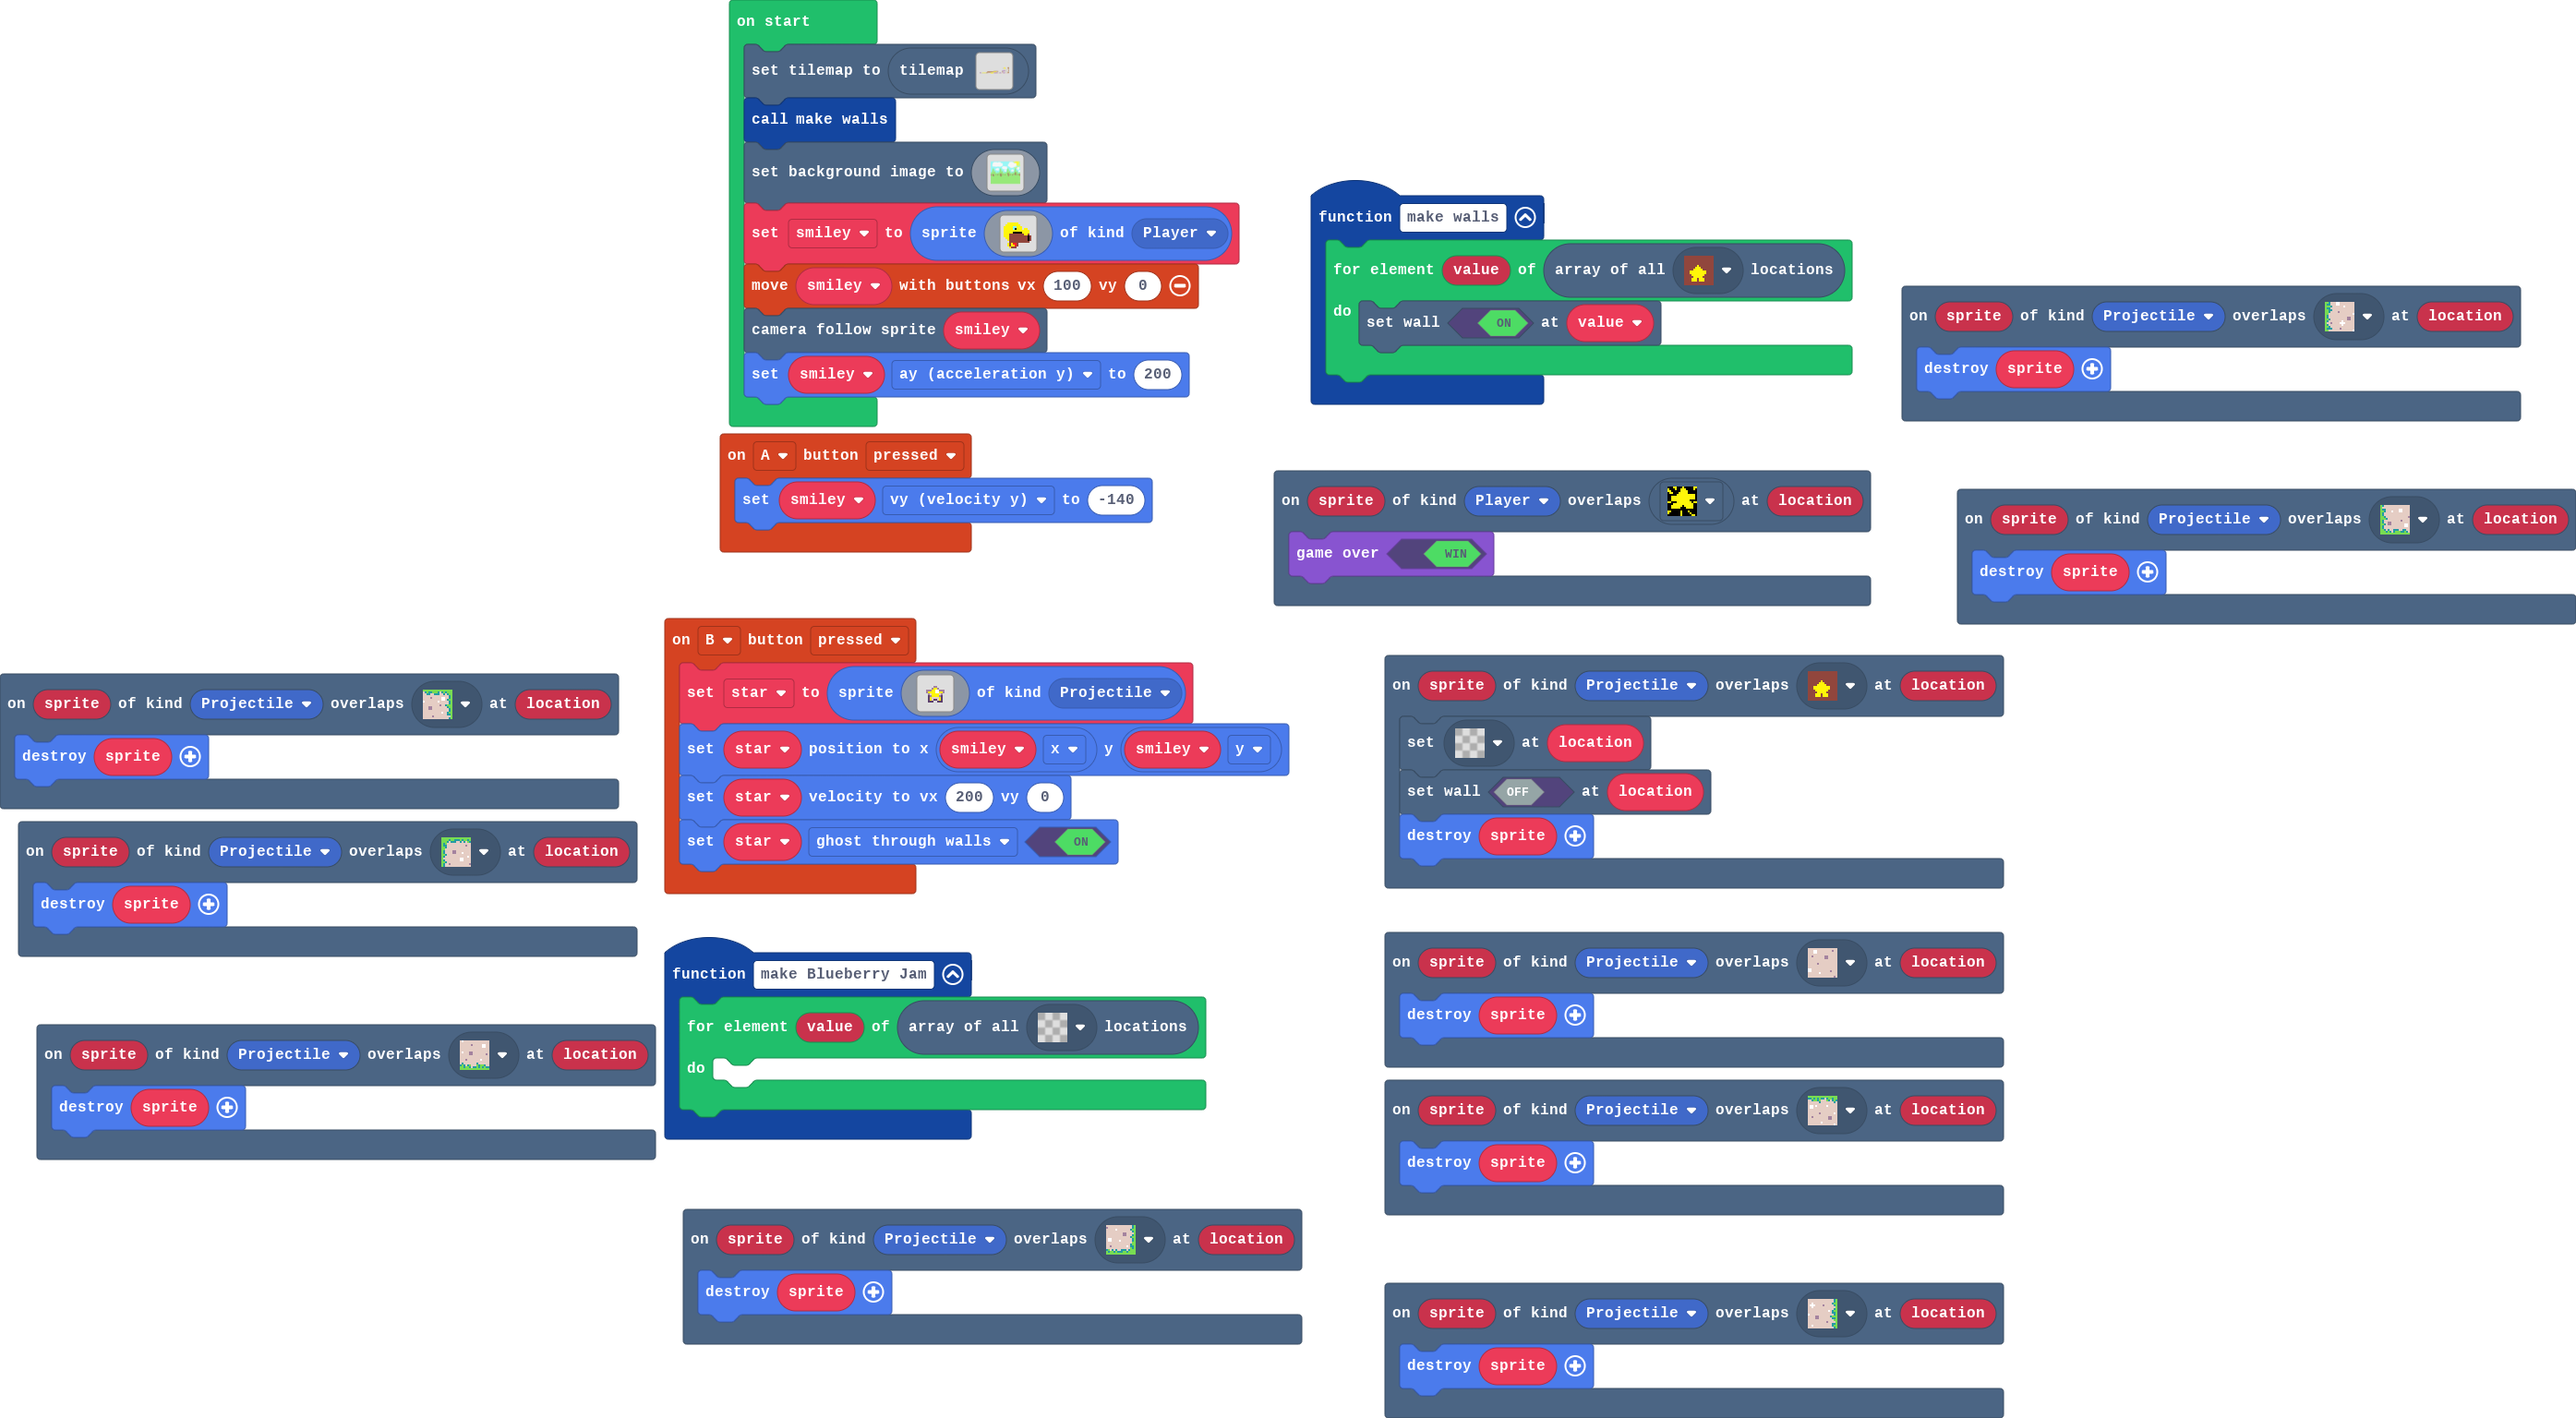 on start
set tilemap to tilemap
call make walls
set background image to
set smiley to sprite of kind Player
move smiley with buttons vx 100 vy 0
camera follow sprite smiley
set smiley ay (acceleration y) to 200
on A button pressed
set smiley vy (velocity y) to -140
function make walls
for element value of array of all locations
do set wall ON at value
on sprite of kind Projectile overlaps at location
destroy sprite
on sprite of kind Player overlaps at location
game over WIN
on sprite of kind Projectile overlaps at location
destroy sprite
on B button pressed
set star to sprite of kind Projectile
set star position to x smiley x y smiley y
set star velocity to vx 200 vy 0
set star ghost through walls ON
on sprite of kind Projectile overlaps at location
set at location
set wall OFF at location
destroy sprite
on sprite of kind Projectile overlaps at location
destroy sprite
on sprite of kind Projectile overlaps at location
destroy sprite
on sprite of kind Projectile overlaps at location
destroy sprite
function make Blueberry Jam
for element value of array of all locations
do
on sprite of kind Projectile overlaps at location
destroy sprite
on sprite of kind Projectile overlaps at location
destroy sprite
on sprite of kind Projectile overlaps at location
destroy sprite
on sprite of kind Projectile overlaps at location
destroy sprite